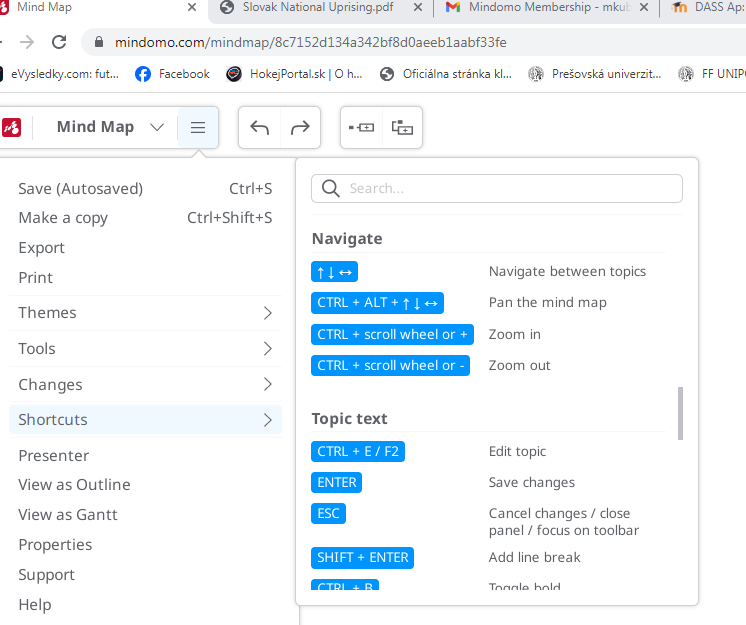 Mind Map
Slovak National Uprising.pdf
Mindomo Membership - mku
DASS Ap:
mindomo.com/mindmap/8c7152d134a342bf8d0aeeb1aabf33fe
eVysledky.com: fut...
Facebook
HokejPortal.sk | O h...
Oficiálna stránka kl...
Prešovská univerzit...
FF UNIPO
Mind Map
Save (Autosaved) Ctrl+S
Make a copy Ctrl+Shift+S
Export
Print
Themes
Tools
Changes
Shortcuts
Presenter
View as Outline
View as Gantt
Properties
Support
Help
Search...
Navigate
↑↓↔ Navigate between topics
CTRL + ALT + ↑↓↔ Pan the mind map
CTRL + scroll wheel or + Zoom in
CTRL + scroll wheel or - Zoom out
Topic text
CTRL + E / F2 Edit topic
ENTER Save changes
ESC Cancel changes / close
panel / focus on toolbar
SHIFT + ENTER Add line break
CTRL + B Toggle bold